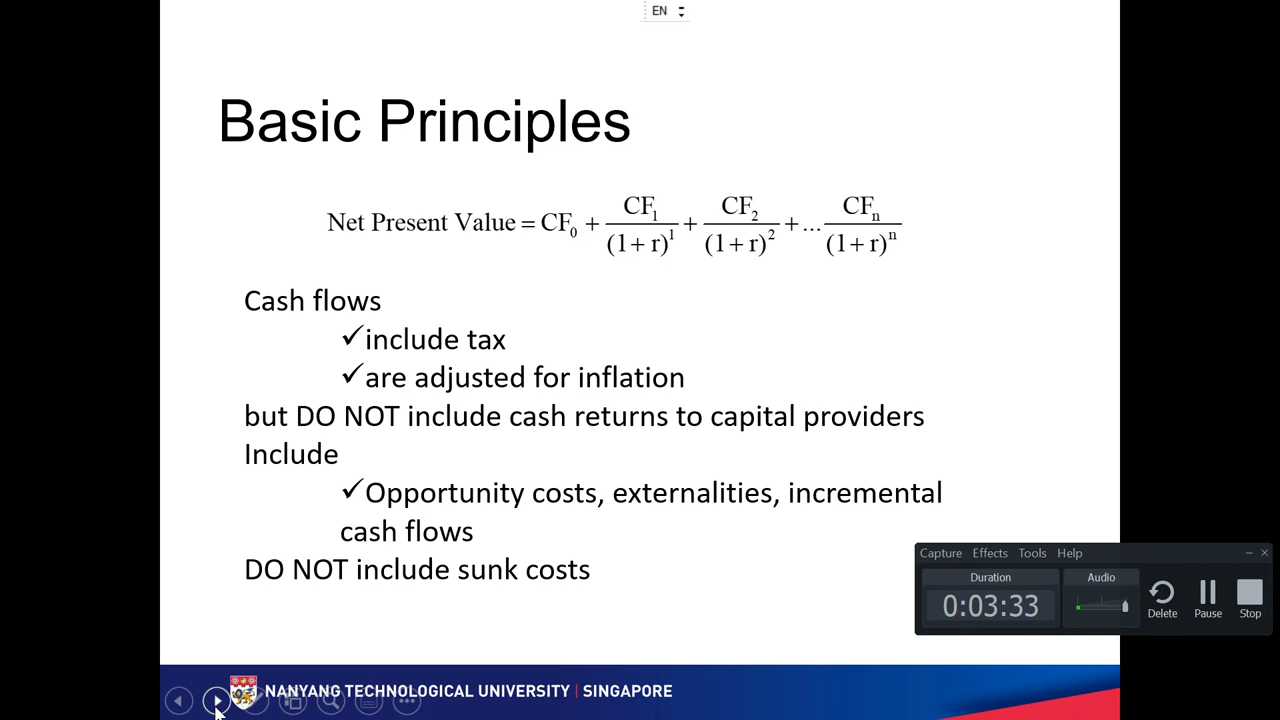 EN
Basic Principles
Net Present Value = CF₀ + CF₁/(1 + r)¹ + CF₂/(1 + r)² + ... CFₙ/(1 + r)ⁿ
Cash flows
✓include tax
✓are adjusted for inflation
but DO NOT include cash returns to capital providers
Include
✓Opportunity costs, externalities, incremental
cash flows
DO NOT include sunk costs
Capture Effects Tools Help
Duration Audio
0:03:33
Delete Pause Stop
NANYANG TECHNOLOGICAL UNIVERSITY | SINGAPORE